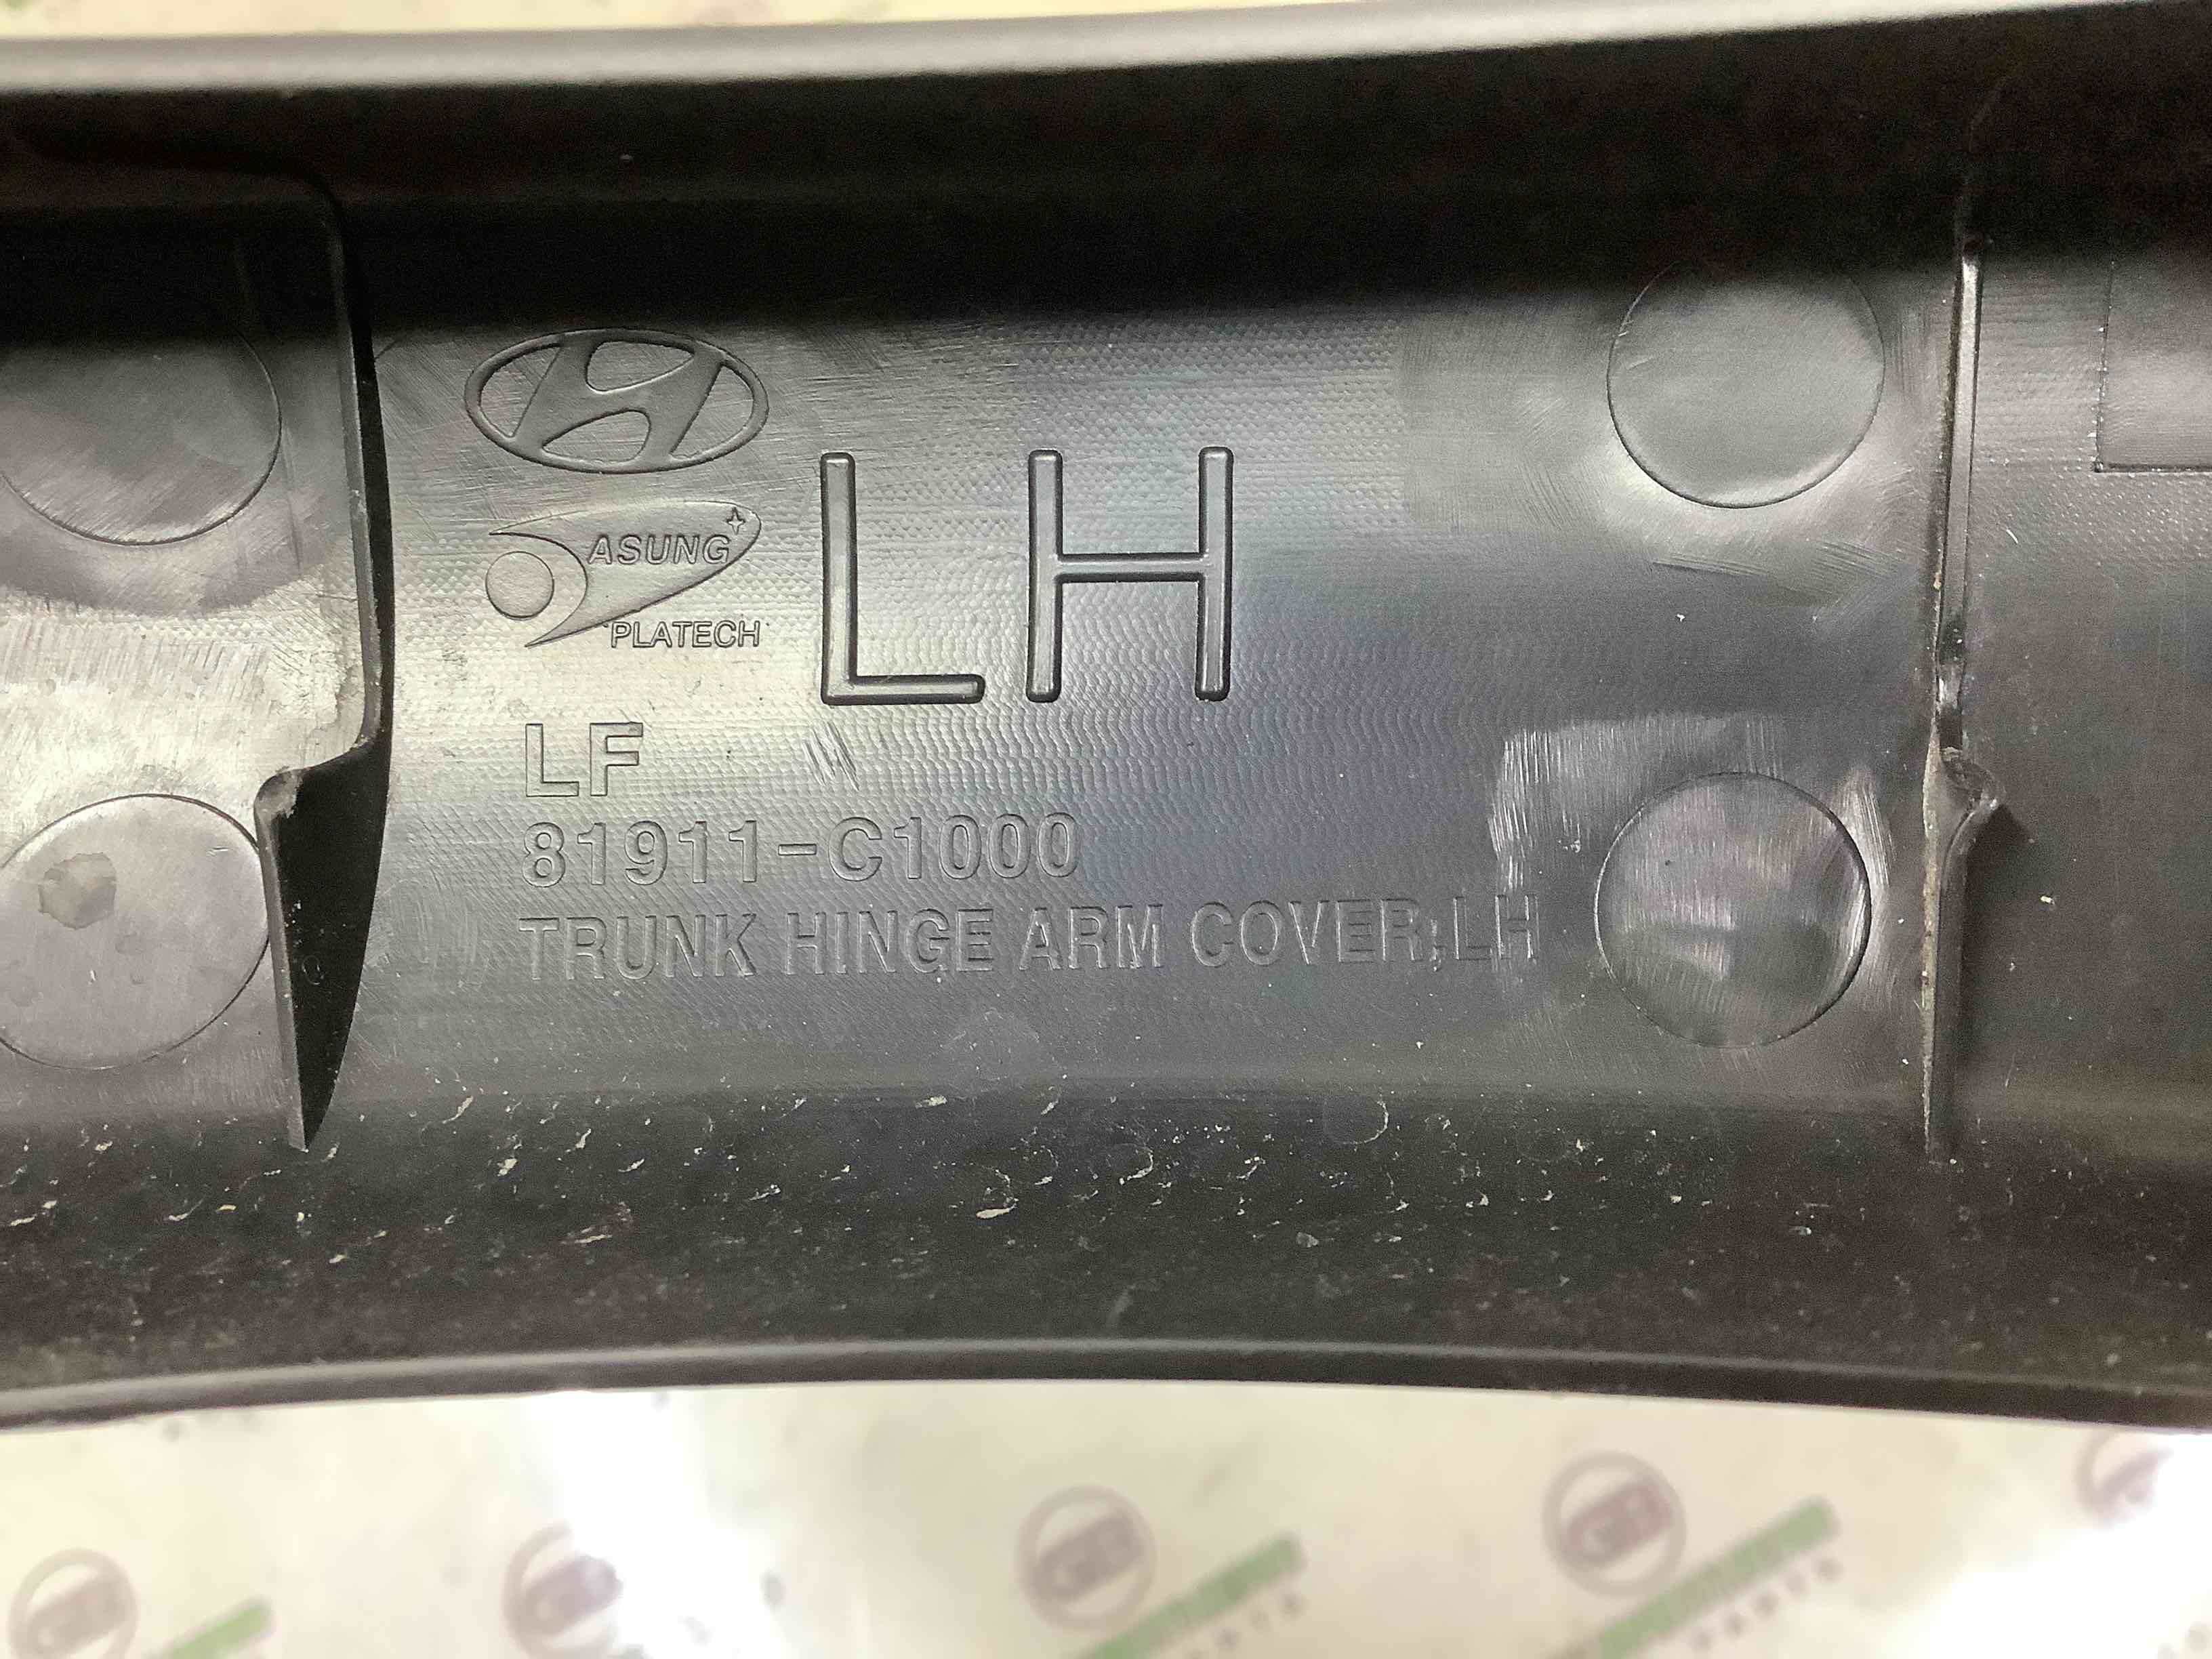 LH
ASUNG
PLATECH
LF
81911-C1000
TRUNK HINGE ARM COVER,LH